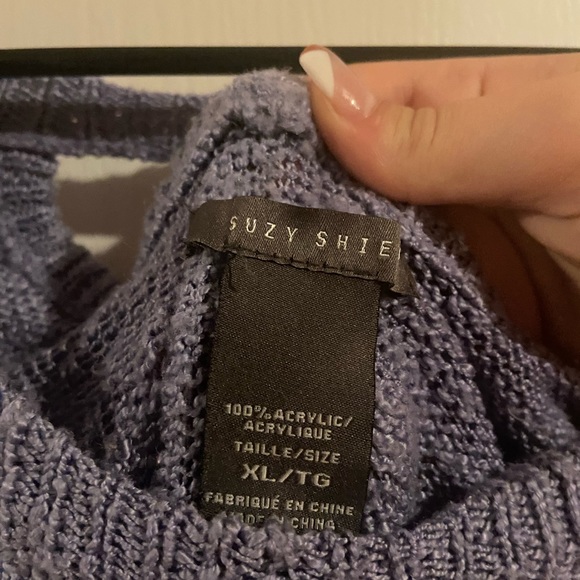 SUZY SHIE
100% ACRYLIC/
ACRYLIQUE
TAILLE/SIZE
XL/TG
FABRIQUÉ EN CHINE
MADE IN CHINA